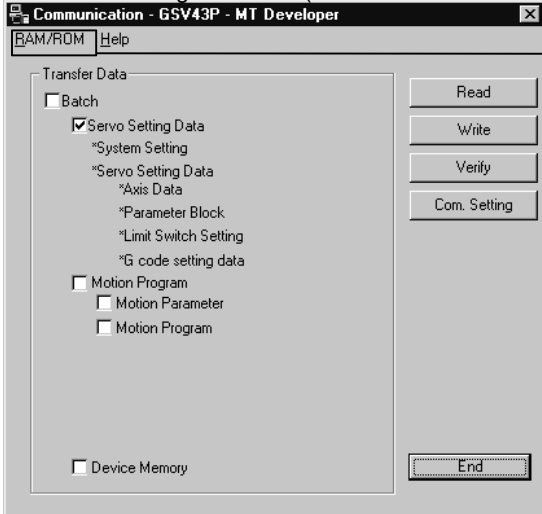 Communication - GSV43P - MT Developer
RAM/ROM Help
Transfer Data
Batch
Servo Setting Data
*System Setting
*Servo Setting Data
*Axis Data
*Parameter Block
*Limit Switch Setting
*G code setting data
Motion Program
Motion Parameter
Motion Program
Device Memory
Read
Write
Verify
Com. Setting
End